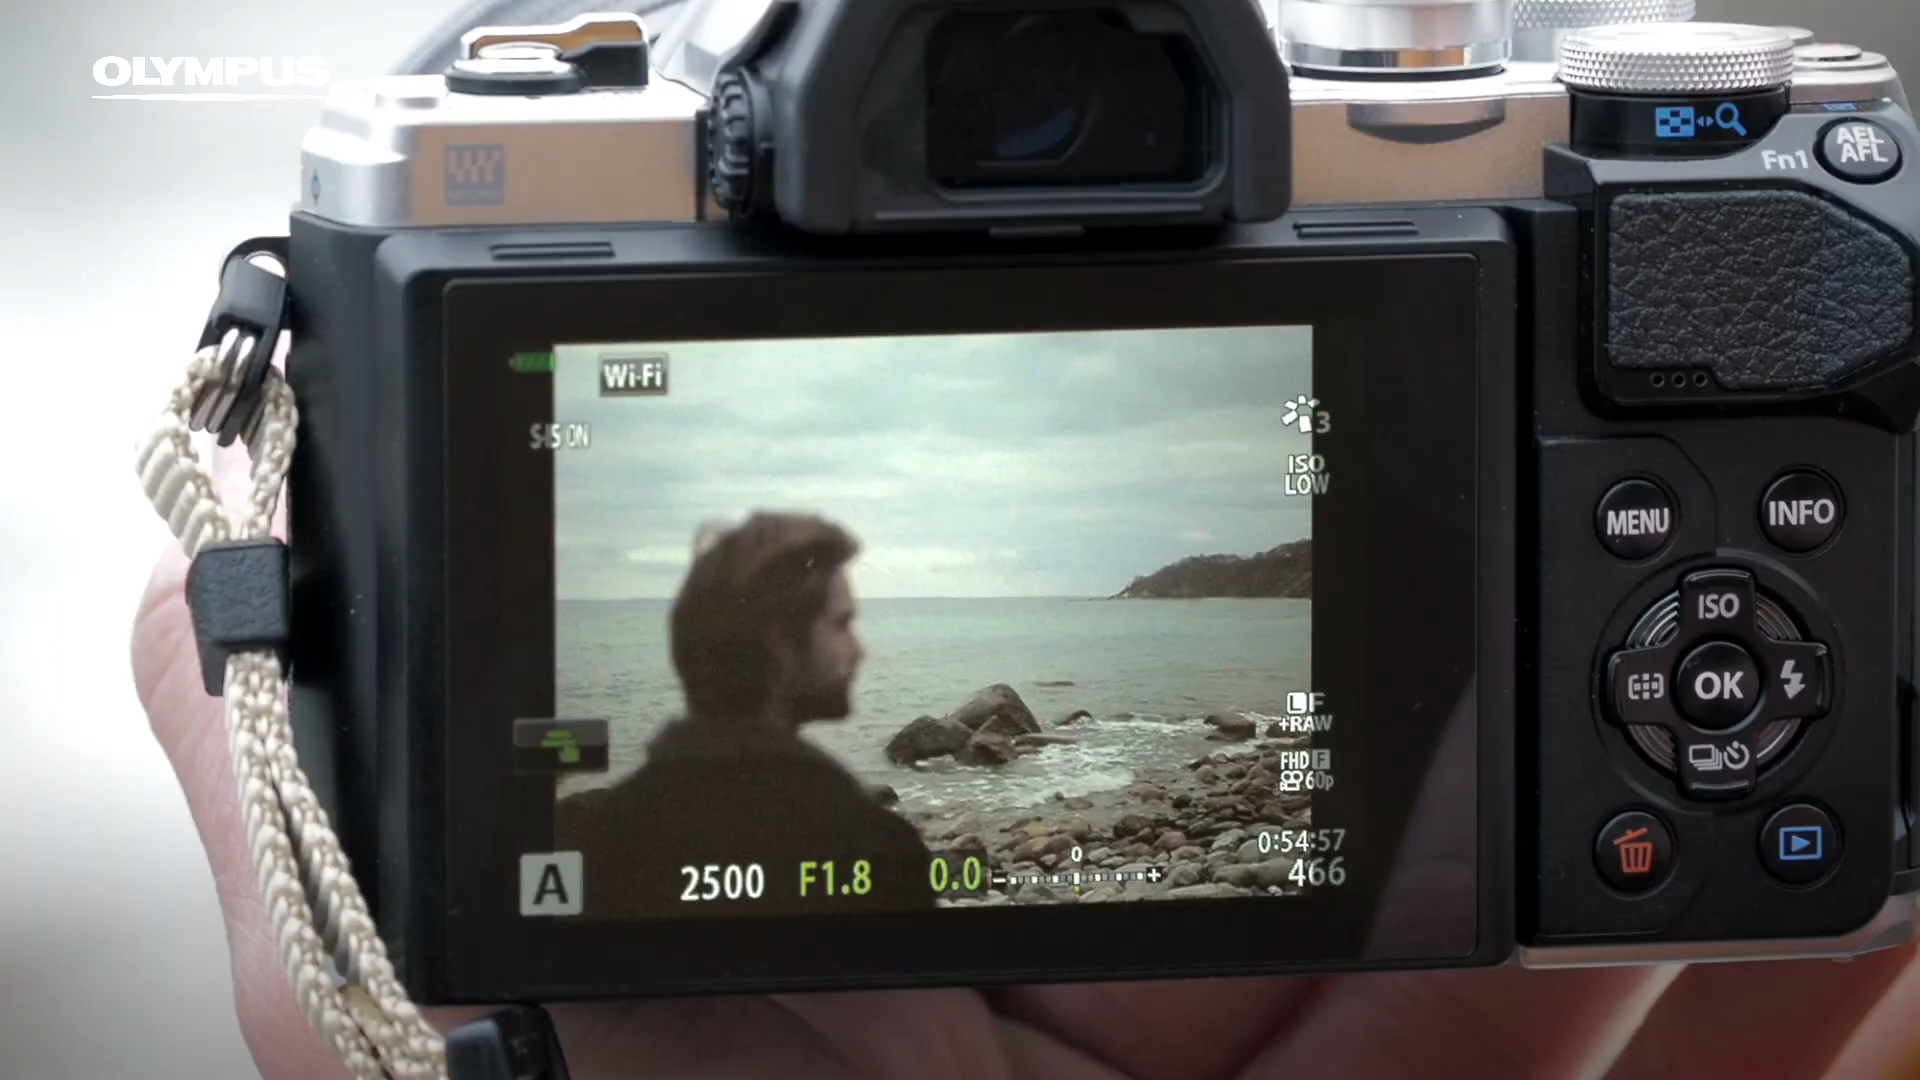 OLYMPUS
AEL
AFL
Fn1
Wi-Fi
S-IS ON
3
ISO
LOW
MENU
INFO
ISO
OK
LF
+RAW
FHD F
60p
0:54:57
466
A
2500
F1.8
0.0
0
− +